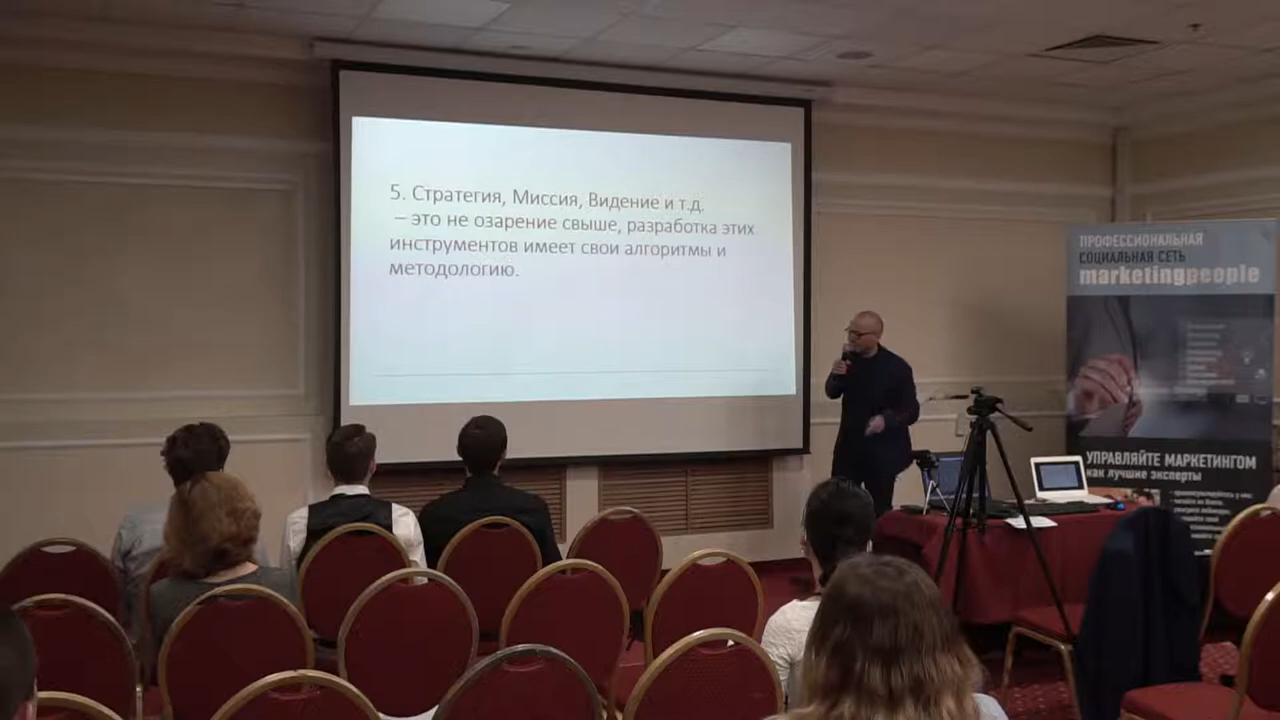 5. Стратегия, Миссия, Видение и т.д.
– это не озарение свыше, разработка этих
инструментов имеет свои алгоритмы и
методологию.
ПРОФЕССИОНАЛЬНАЯ
СОЦИАЛЬНАЯ СЕТЬ
marketingpeople
УПРАВЛЯЙТЕ МАРКЕТИНГОМ
как лучшие эксперты